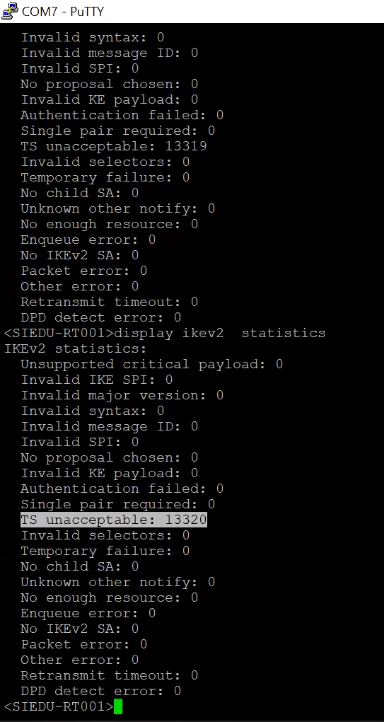 COM7 - PuTTY
Invalid syntax: 0
Invalid message ID: 0
Invalid SPI: 0
No proposal chosen: 0
Invalid KE payload: 0
Authentication failed: 0
Single pair required: 0
TS unacceptable: 13319
Invalid selectors: 0
Temporary failure: 0
No child SA: 0
Unknown other notify: 0
No enough resource: 0
Enqueue error: 0
No IKEv2 SA: 0
Packet error: 0
Other error: 0
Retransmit timeout: 0
DPD detect error: 0
<SIEDU-RT001>display ikev2  statistics
IKEv2 statistics:
Unsupported critical payload: 0
Invalid IKE SPI: 0
Invalid major version: 0
Invalid syntax: 0
Invalid message ID: 0
Invalid SPI: 0
No proposal chosen: 0
Invalid KE payload: 0
Authentication failed: 0
Single pair required: 0
TS unacceptable: 13320
Invalid selectors: 0
Temporary failure: 0
No child SA: 0
Unknown other notify: 0
No enough resource: 0
Enqueue error: 0
No IKEv2 SA: 0
Packet error: 0
Other error: 0
Retransmit timeout: 0
DPD detect error: 0
<SIEDU-RT001>